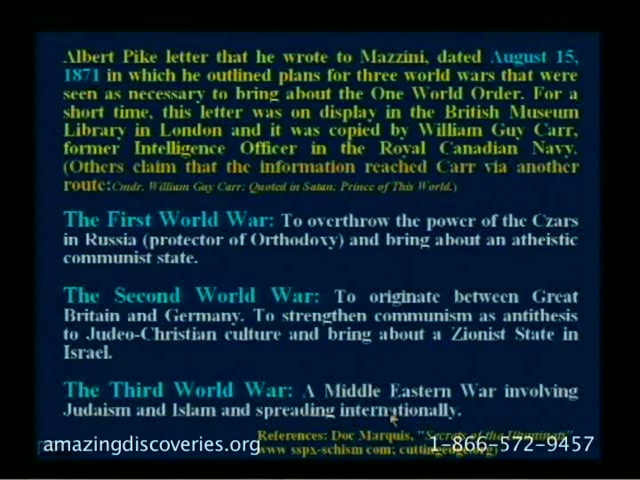 Albert Pike letter that he wrote to Mazzini, dated August 15,
1871 in which he outlined plans for three world wars that were
seen as necessary to bring about the One World Order. For a
short time, this letter was on display in the British Museum
Library in London and it was copied by William Guy Carr,
former Intelligence Officer in the Royal Canadian Navy.
(Others claim that the information reached Carr via another
route:Cmdr. William Guy Carr: Quoted in Satan: Prince of This World.)
The First World War: To overthrow the power of the Czars
in Russia (protector of Orthodoxy) and bring about an atheistic
communist state.
The Second World War: To originate between Great
Britain and Germany. To strengthen communism as antithesis
to Judeo-Christian culture and bring about a Zionist State in
Israel.
The Third World War: A Middle Eastern War involving
Judaism and Islam and spreading internationally.
References: Doc Marquis, "Secrets of the Illuminati"
amazingdiscoveries.org 1-866-572-9457
www sspx-schism com; cuttingedge.org)